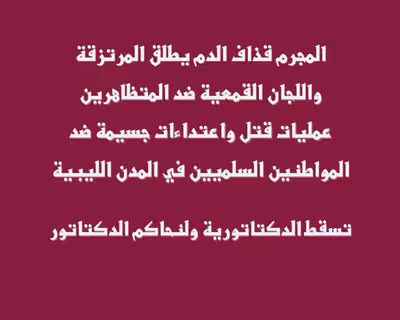 المجرم قذاف الدم يطلق المرتزقة
واللجان القمعية ضد المتظاهرين
عمليات قتل واعتداءات جسيمة ضد
المواطنين السلميين في المدن الليبية
تسقط الدكتاتورية ولنحاكم الدكتاتور